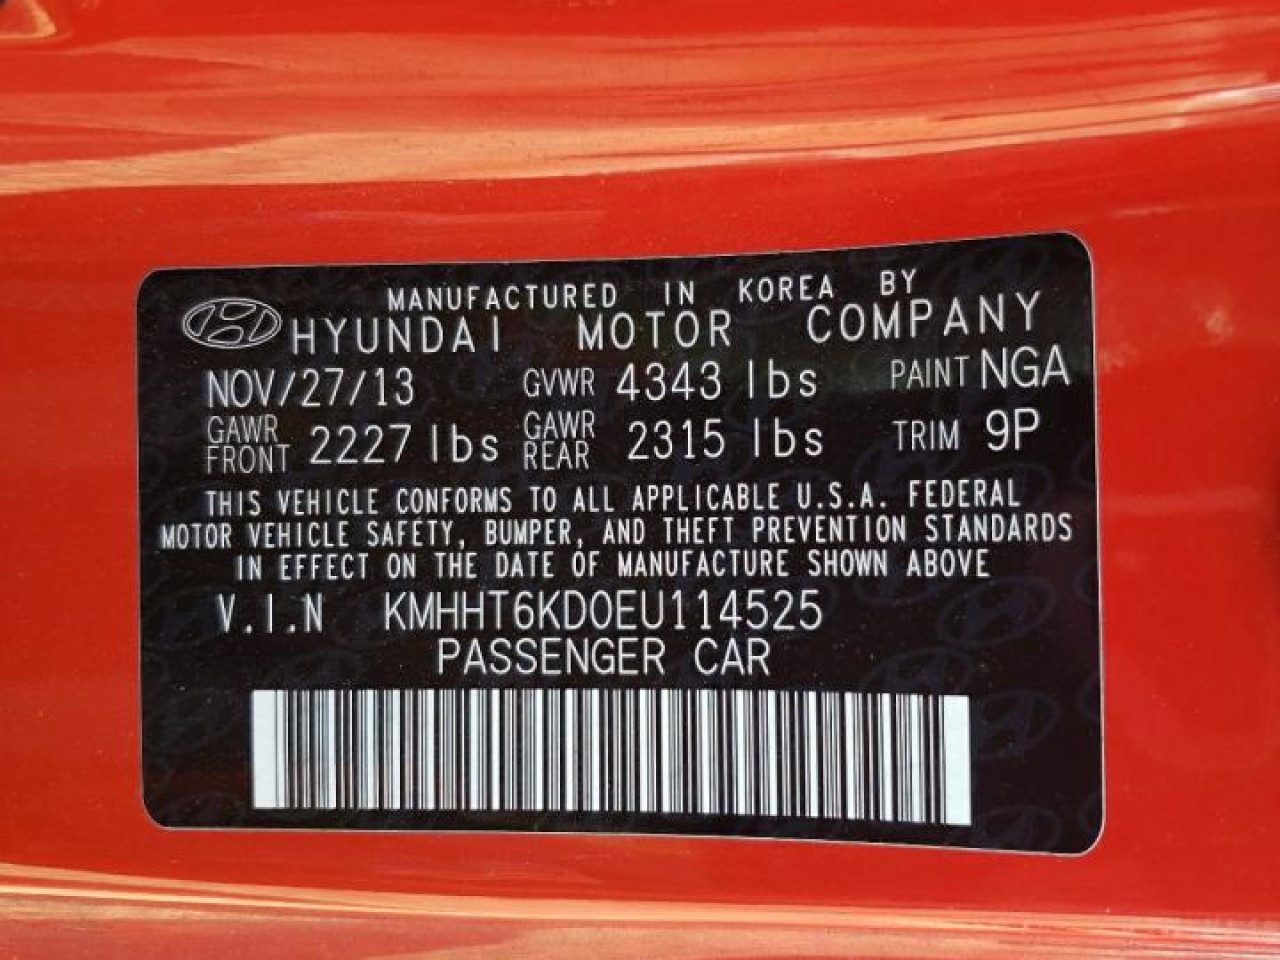 MANUFACTURED IN KOREA BY
HYUNDAI MOTOR COMPANY
NOV/27/13 GVWR 4343 lbs PAINT NGA
GAWR FRONT 2227 lbs GAWR REAR 2315 lbs TRIM 9P
THIS VEHICLE CONFORMS TO ALL APPLICABLE U.S.A. FEDERAL
MOTOR VEHICLE SAFETY, BUMPER, AND THEFT PREVENTION STANDARDS
IN EFFECT ON THE DATE OF MANUFACTURE SHOWN ABOVE
V.I.N KMHHT6KD0EU114525
PASSENGER CAR